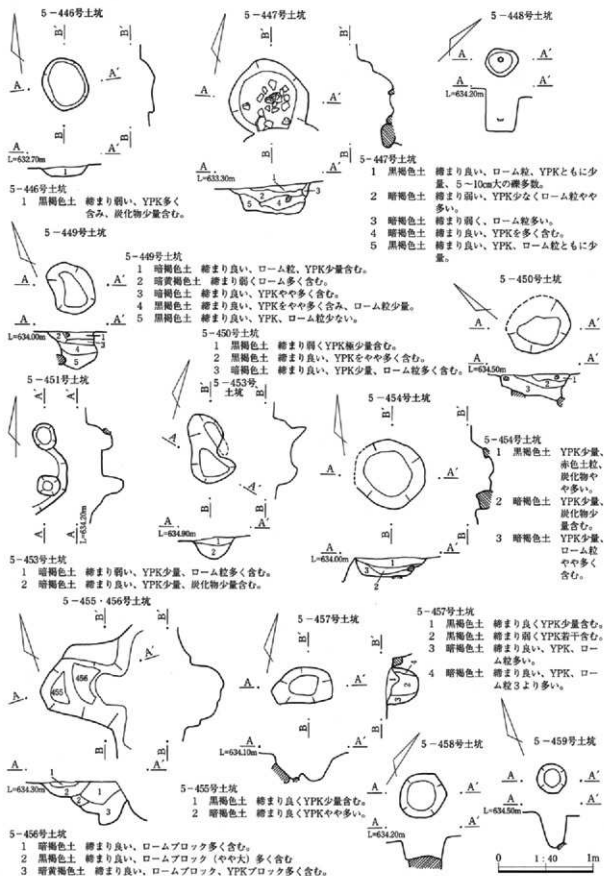 5-446号土坑
B'
B'
A
A'
B
B
A
L=632.70m
A'
1
5-446号土坑
1 黒褐色土 締まり弱い、YPK多く
含み、炭化物少量含む。
5-447号土坑
B'
B'
A
A'
B
B
A
L=633.30m
A'
1
2
3
4
5
5-448号土坑
A
A'
A
L=634.20m
A'
5-447号土坑
1 黒褐色土 締まり良い、ローム粒、YPKともに少
量、5~10cm大の礫多数。
2 暗褐色土 締まり弱い、YPK少なくローム粒やや
多い。
3 暗褐色土 締まり弱く、ローム粒多い。
4 暗褐色土 締まり良い、YPKを多く含む。
5 黒褐色土 締まり良い、YPK、ローム粒ともに少
量。
5-449号土坑
A
A'
A
L=634.00m
A'
1
2
3
4
5
5-449号土坑
1 暗褐色土 締まり良い、ローム粒、YPK少量含む。
2 暗黄褐色土 締まり弱くローム多く含む。
3 暗褐色土 締まり良い、YPKやや多く含む。
4 黒褐色土 締まり良い、YPKをやや多く含み、ローム粒少量。
5 黒褐色土 締まり良い、YPK、ローム粒少ない。
5-450号土坑
1 黒褐色土 締まり弱くYPK極少量含む。
2 黒褐色土 締まり良い、YPKをやや多く含む。
3 暗褐色土 締まり良い、YPK少量、ローム粒多く含む。
5-450号土坑
A
A'
A
L=634.50m
A'
1
2
3
5-451号土坑
A'
A'
A
A
L=634.20m
5-453号
土坑
B'
B'
A
A'
B
B
A
L=634.90m
A'
1
2
5-453号土坑
1 暗褐色土 締まり弱い、YPK少量、ローム粒多く含む。
2 暗褐色土 締まり良い、YPK少量、炭化物少量含む。
5-454号土坑
B'
B'
A
A'
B
B
A
L=634.00m
A'
1
2
3
5-454号土坑
1 黒褐色土 YPK少量、
赤色土粒、
炭化物や
や多い。
2 暗褐色土 YPK少量、
炭化物少
量含む。
3 暗褐色土 YPK少量、
ローム粒
やや多く
含む。
5-455・456号土坑
B'
B'
A
A'
455
456
B
B
A
L=634.30m
A'
1
2
1
2
3
5-456号土坑
1 暗褐色土 締まり良い、ロームブロック多く含む。
2 黒褐色土 締まり良い、ロームブロック(やや大)多く含む
3 暗黄褐色土 締まり良い、ロームブロック、YPKブロック多く含む。
5-457号土坑
B'
B'
A
A'
B
B
A
L=634.10m
A'
1
2
3
4
5-455号土坑
1 黒褐色土 締まり良くYPK少量含む。
2 暗褐色土 締まり良くYPKやや多い。
5-457号土坑
1 黒褐色土 締まり良くYPK少量含む。
2 黒褐色土 締まり弱くYPK若干含む。
3 暗褐色土 締まり良い、YPK、ロー
ム粒多い。
4 暗褐色土 締まり良い、YPK、ロー
ム粒3より多い。
5-458号土坑
A
A'
A
L=634.20m
A'
5-459号土坑
A
A'
A
L=634.50m
A'
0
1:40
1m